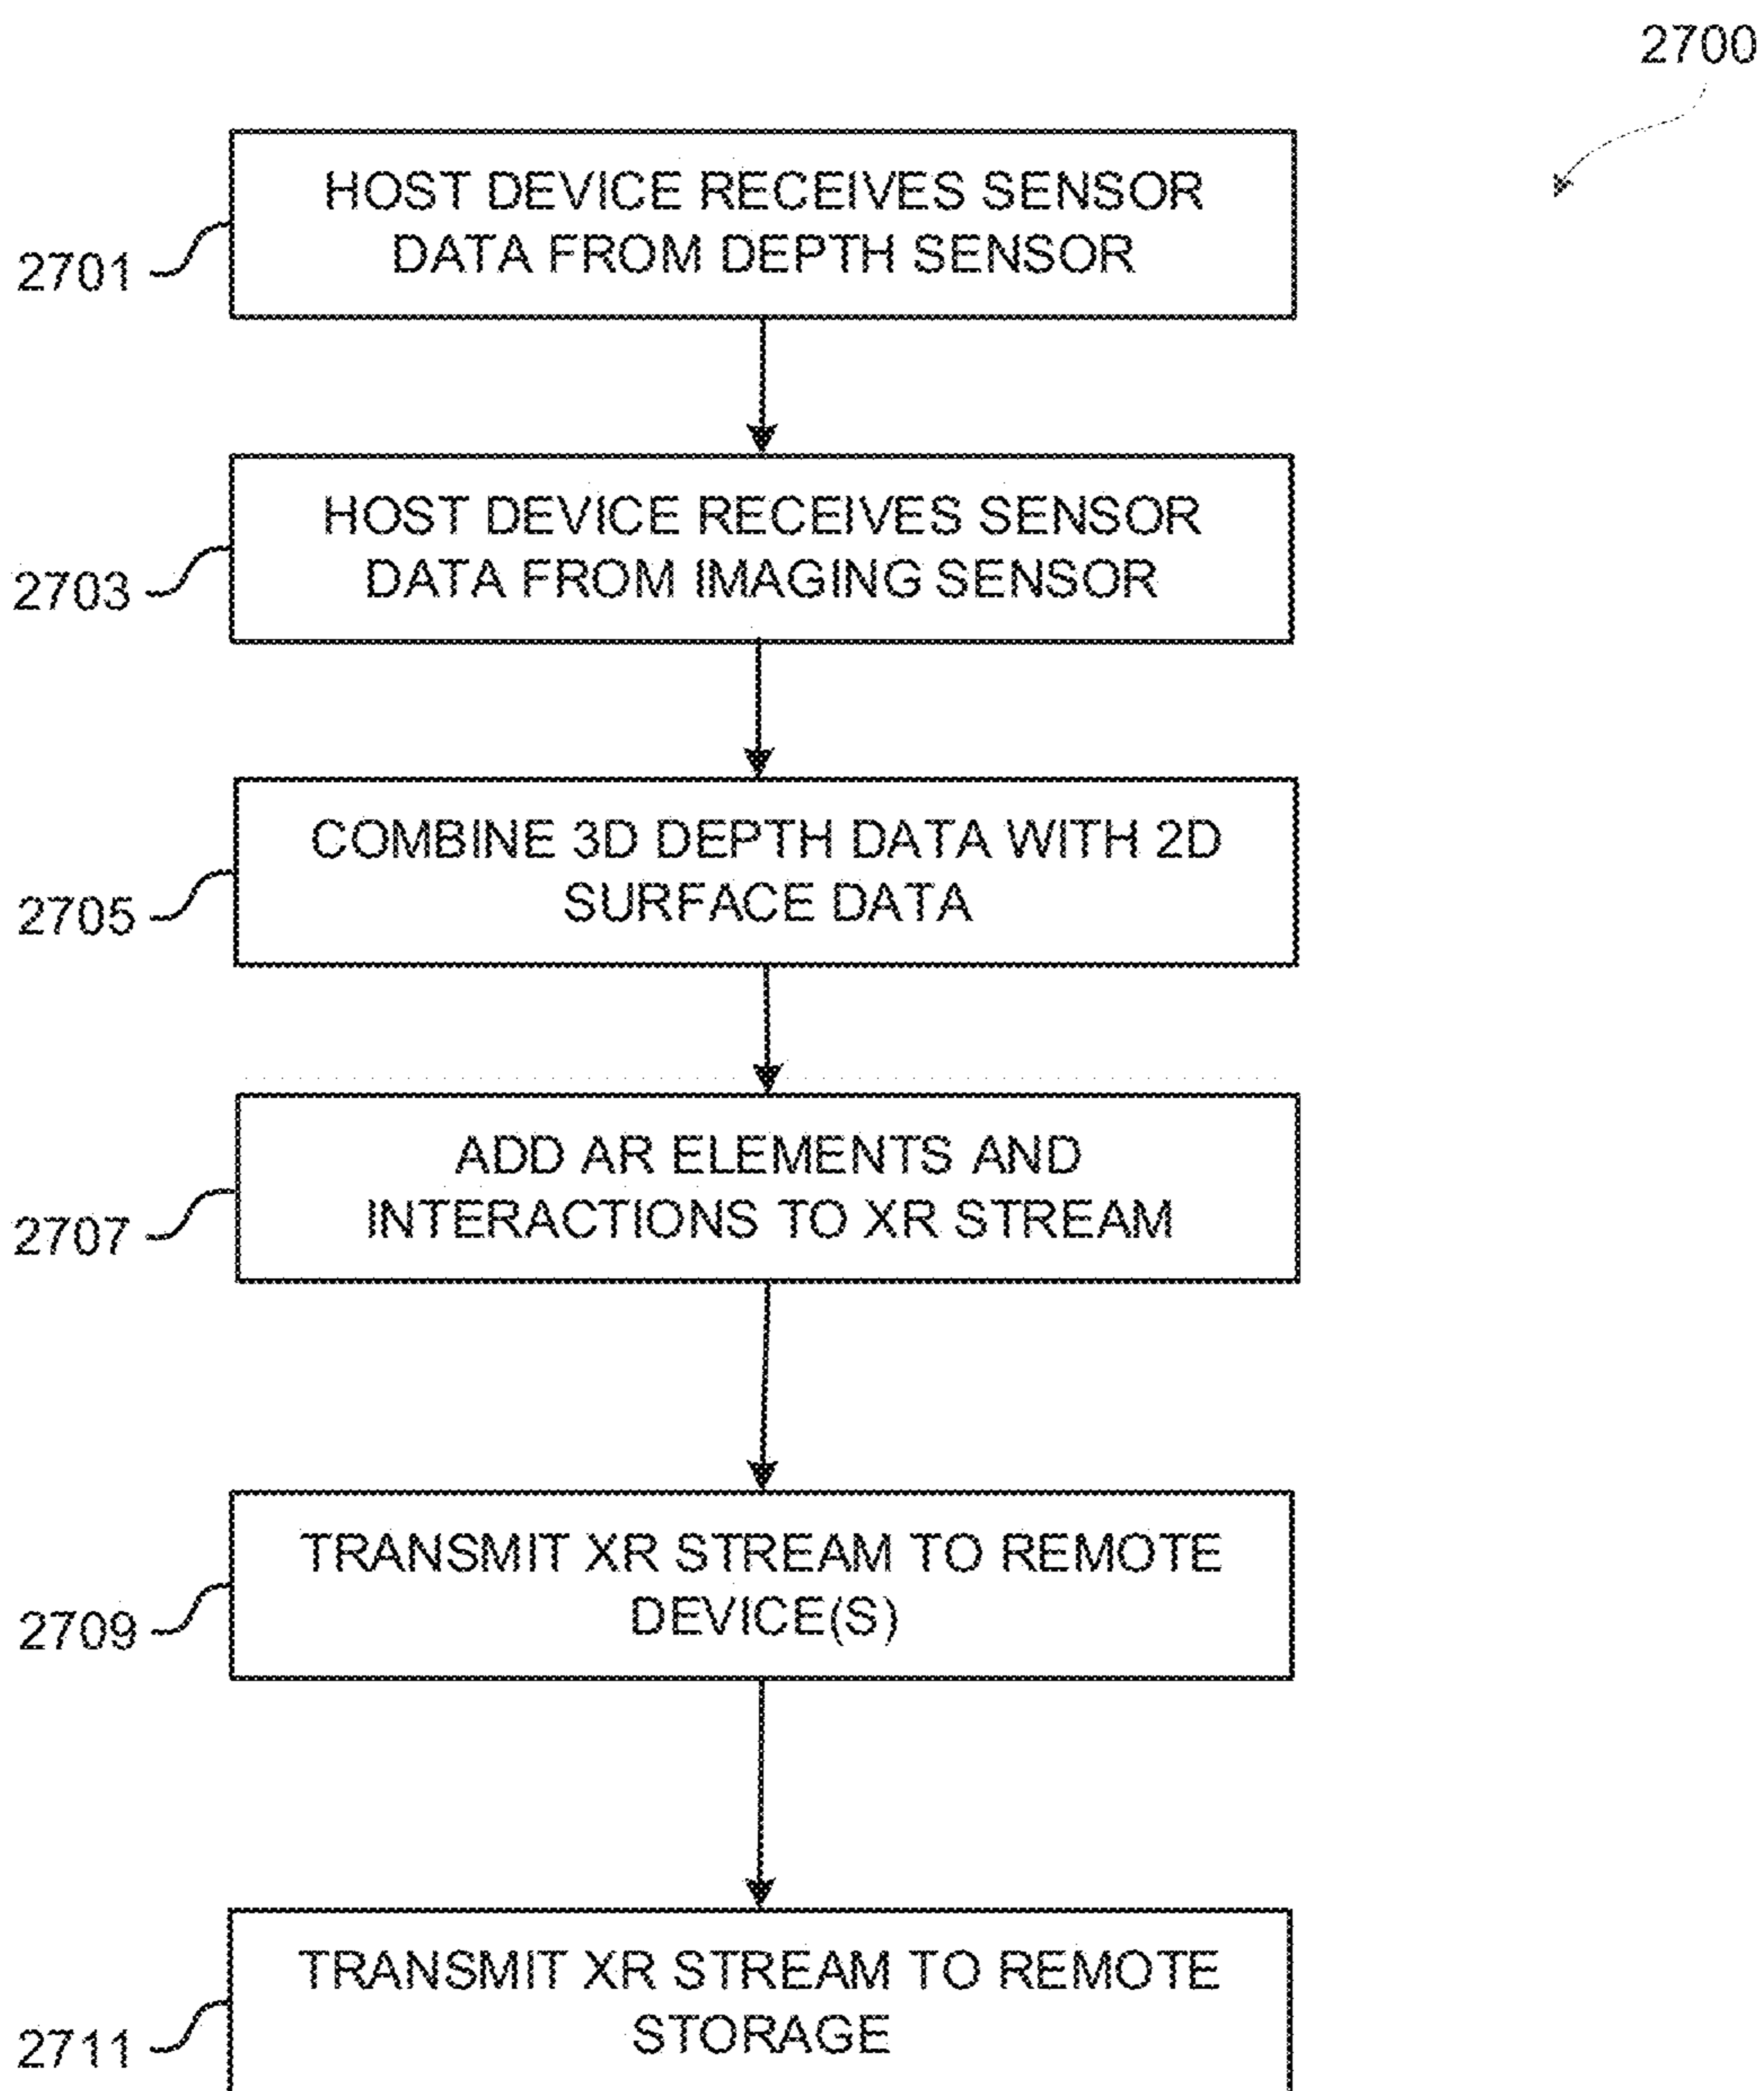 2700
HOST DEVICE RECEIVES SENSOR
DATA FROM DEPTH SENSOR
2701
HOST DEVICE RECEIVES SENSOR
DATA FROM IMAGING SENSOR
2703
COMBINE 3D DEPTH DATA WITH 2D
SURFACE DATA
2705
ADD AR ELEMENTS AND
INTERACTIONS TO XR STREAM
2707
TRANSMIT XR STREAM TO REMOTE
DEVICE(S)
2709
TRANSMIT XR STREAM TO REMOTE
STORAGE
2711